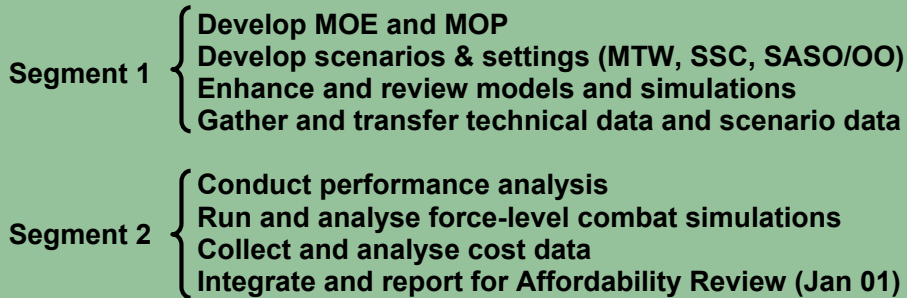 Segment 1
Develop MOE and MOP
Develop scenarios & settings (MTW, SSC, SASO/OO)
Enhance and review models and simulations
Gather and transfer technical data and scenario data
Segment 2
Conduct performance analysis
Run and analyse force-level combat simulations
Collect and analyse cost data
Integrate and report for Affordability Review (Jan 01)